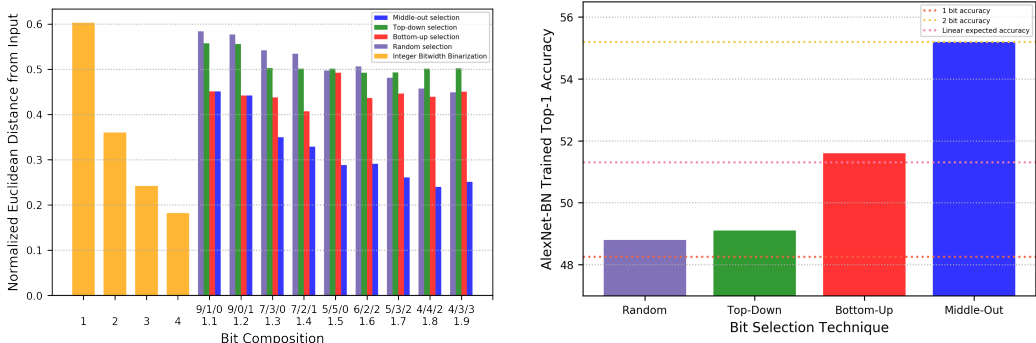 Normalized Euclidean Distance from Input
0.6
0.5
0.4
0.3
0.2
0.1
0.0
Middle-out selection
Top-down selection
Bottom-up selection
Random selection
Integer Bitwidth Binarization
9/1/0 9/0/1 7/3/0 7/2/1 5/5/0 6/2/2 5/3/2 4/4/2 4/3/3
1 2 3 4 1.1 1.2 1.3 1.4 1.5 1.6 1.7 1.8 1.9
Bit Composition
AlexNet-BN Trained Top-1 Accuracy
56
54
52
50
48
1 bit accuracy
2 bit accuracy
Linear expected accuracy
Random Top-Down Bottom-Up Middle-Out
Bit Selection Technique